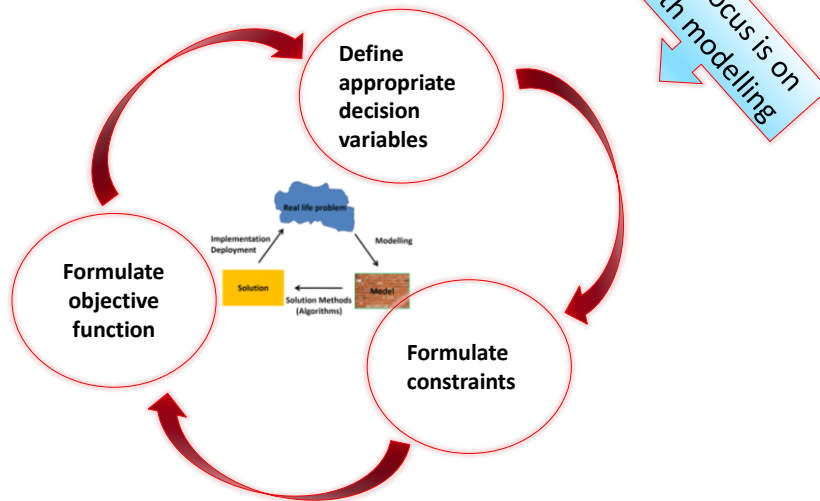 ocus is on
th modelling
Define
appropriate
decision
variables
Real life problem
Implementation
Deployment
Modelling
Formulate
objective
function
Solution
Solution Methods
(Algorithms)
Model
Formulate
constraints